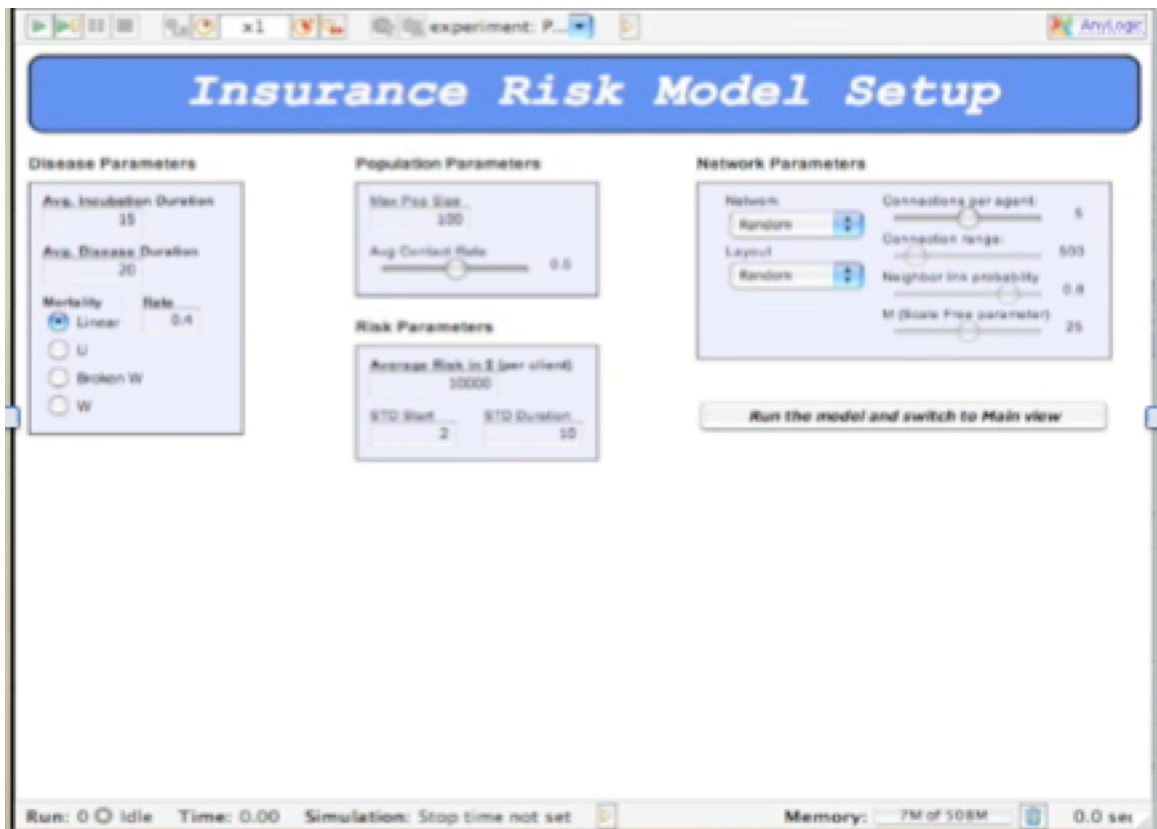 x1 experiment: P... AnyLogic
Insurance Risk Model Setup
Disease Parameters
Avg. Incubation Duration
15
Avg. Disease Duration
20
Mortality Rate
Linear 0.4
U
Broken W
W
Population Parameters
Max Pop Size
100
Avg Contact Rate
0.5
Risk Parameters
Average Risk in $ (per client)
10000
STD Start STD Duration
2 10
Network Parameters
Network
Random
Layout
Random
Connections per agent:
5
Connection range:
500
Neighbor link probability
0.8
M (Scale Free parameter)
25
Run the model and switch to Main view
Run: 0 Idle Time: 0.00 Simulation: Stop time not set Memory: 7M of 508M 0.0 sec